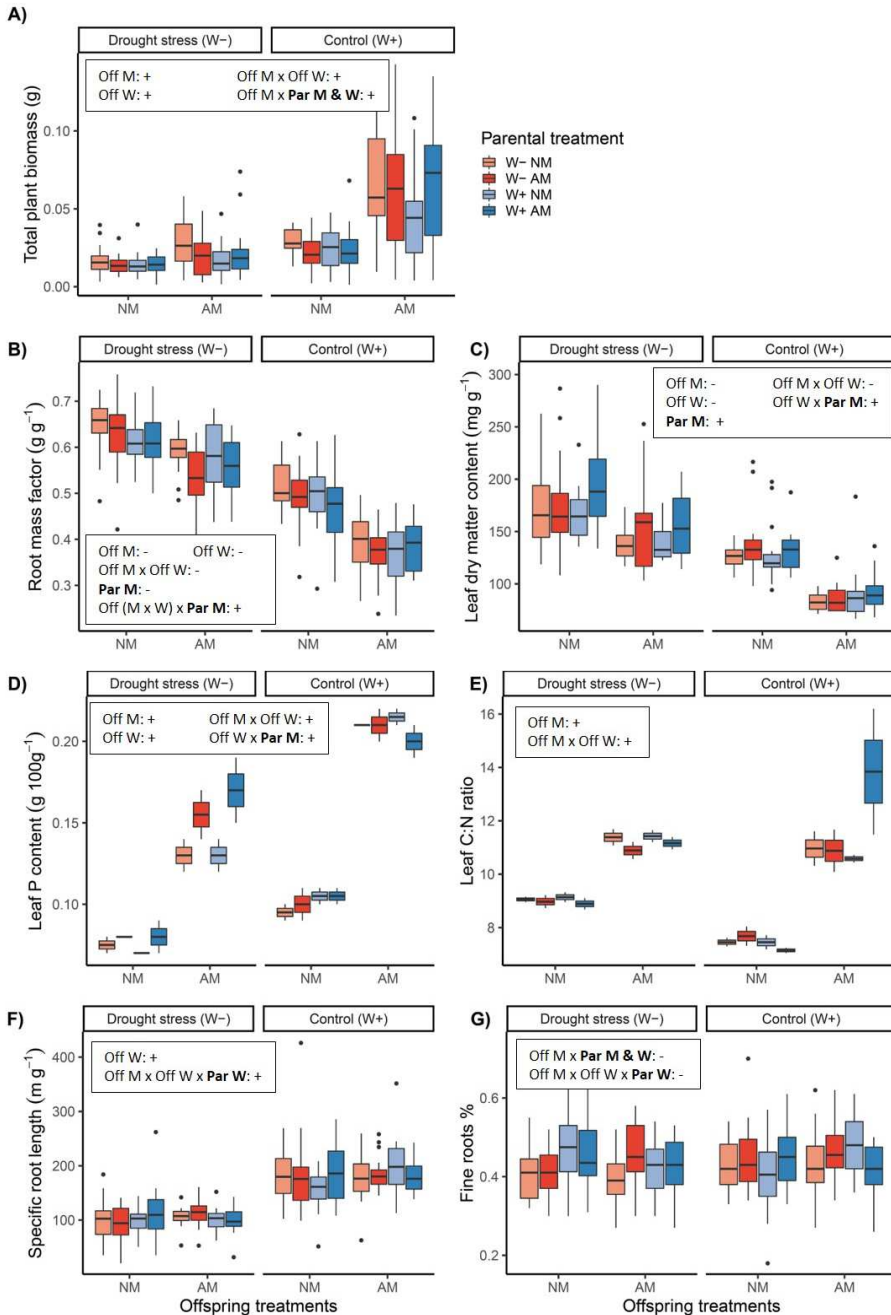 A)
Drought stress (W−) Control (W+)
Off M: + Off M x Off W: +
Off W: + Off M x Par M & W: +
Total plant biomass (g)
0.10
0.05
0.00
NM AM NM AM
Parental treatment
W− NM
W− AM
W+ NM
W+ AM
B)
Drought stress (W−) Control (W+)
Root mass factor (g g⁻¹)
0.7
0.6
0.5
0.4
0.3
Off M: - Off W: -
Off M x Off W: -
Par M: -
Off (M x W) x Par M: +
NM AM NM AM
C)
Drought stress (W−) Control (W+)
Leaf dry matter content (mg g⁻¹)
300
250
200
150
100
Off M: - Off M x Off W: -
Off W: - Off W x Par M: +
Par M: +
NM AM NM AM
D)
Drought stress (W−) Control (W+)
Off M: + Off M x Off W: +
Off W: + Off W x Par M: +
Leaf P content (g 100g⁻¹)
0.20
0.15
0.10
NM AM NM AM
E)
Drought stress (W−) Control (W+)
Off M: +
Off M x Off W: +
Leaf C:N ratio
16
14
12
10
8
NM AM NM AM
F)
Drought stress (W−) Control (W+)
Off W: +
Off M x Off W x Par W: +
Specific root length (m g⁻¹)
400
300
200
100
NM AM NM AM
Offspring treatments
G)
Drought stress (W−) Control (W+)
Off M x Par M & W: -
Off M x Off W x Par W: -
Fine roots %
0.6
0.4
0.2
NM AM NM AM
Offspring treatments